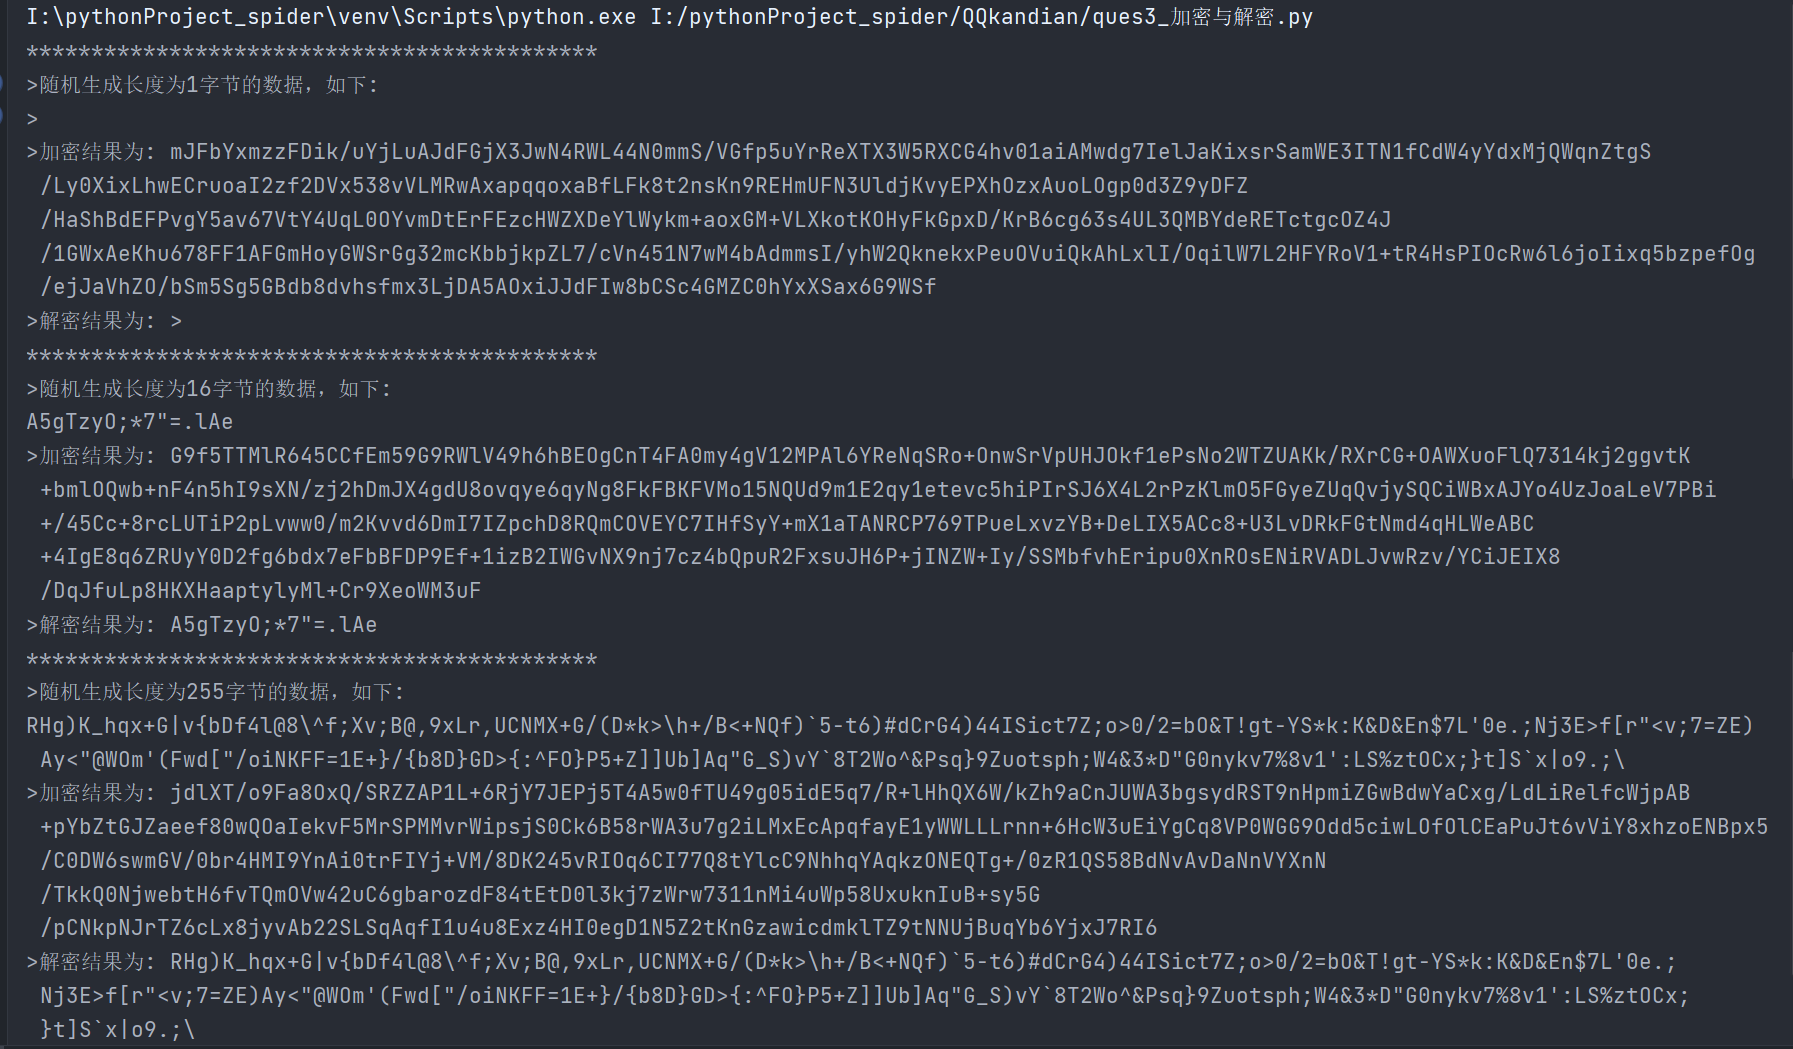 I:\pythonProject_spider\venv\Scripts\python.exe I:/pythonProject_spider/QQkandian/ques3_加密与解密.py
********************************************
>随机生成长度为1字节的数据，如下:
>
>加密结果为: mJFbYxmzzFDik/uYjLuAJdFGjX3JwN4RWL44N0mmS/VGfp5uYrReXTX3W5RXCG4hv01aiAMwdg7IelJaKixsrSamWE3ITN1fCdW4yYdxMjQWqnZtgS
/Ly0XixLhwECruoaI2zf2DVx538vVLMRwAxapqqoxaBfLFk8t2nsKn9REHmUFN3UldjKvyEPXhOzxAuoLOgp0d3Z9yDFZ
/HaShBdEFPvgY5av67VtY4UqL0OYvmDtErFEzcHWZXDeYlWykm+aoxGM+VLXkotKOHyFkGpxD/KrB6cg63s4UL3QMBYdeRETctgcOZ4J
/1GWxAeKhu678FF1AFGmHoyGWSrGg32mcKbbjkpZL7/cVn451N7wM4bAdmmsI/yhW2QknekxPeuOVuiQkAhLxlI/OqilW7L2HFYRoV1+tR4HsPIOcRw6l6joIixq5bzpefOg
/ejJaVhZO/bSm5Sg5GBdb8dvhsfmx3LjDA5AOxiJJdFIw8bCSc4GMZC0hYxXSax6G9WSf
>解密结果为: >
********************************************
>随机生成长度为16字节的数据，如下:
A5gTzyO;*7"=.lAe
>加密结果为: G9f5TTMlR645CCfEm59G9RWlV49h6hBEOgCnT4FA0my4gV12MPAl6YReNqSRo+OnwSrVpUHJOkf1ePsNo2WTZUAKk/RXrCG+OAWXuoFlQ7314kj2ggvtK
+bmlOQwb+nF4n5hI9sXN/zj2hDmJX4gdU8ovqye6qyNg8FkFBKFVMo15NQUd9m1E2qy1etevc5hiPIrSJ6X4L2rPzKlmO5FGyeZUqQvjySQCiWBxAJYo4UzJoaLeV7PBi
+/45Cc+8rcLUTiP2pLvww0/m2Kvvd6DmI7IZpchD8RQmCOVEYC7IHfSyY+mX1aTANRCP769TPueLxvzYB+DeLIX5ACc8+U3LvDRkFGtNmd4qHLWeABC
+4IgE8q6ZRUyY0D2fg6bdx7eFbBFDP9Ef+1izB2IWGvNX9nj7cz4bQpuR2FxsuJH6P+jINZW+Iy/SSMbfvhEripu0XnROsENiRVADLJvwRzv/YCiJEIX8
/DqJfuLp8HKXHaaptylyMl+Cr9XeoWM3uF
>解密结果为: A5gTzyO;*7"=.lAe
********************************************
>随机生成长度为255字节的数据，如下:
RHg)K_hqx+G|v{bDf4l@8\^f;Xv;B@,9xLr,UCNMX+G/(D*k>\h+/B<+NQf)`5-t6)#dCrG4)44ISict7Z;o>0/2=bO&T!gt-YS*k:K&D&En$7L'0e.;Nj3E>f[r"<v;7=ZE)
Ay<"@WOm'(Fwd["/oiNKFF=1E+}/{b8D}GD>{:^FO}P5+Z]]Ub]Aq"G_S)vY`8T2Wo^&Psq}9Zuotsph;W4&3*D"G0nykv7%8v1':LS%ztOCx;}t]S`x|o9.;\
>加密结果为: jdlXT/o9Fa8OxQ/SRZZAP1L+6RjY7JEPj5T4A5w0fTU49g05idE5q7/R+lHhQX6W/kZh9aCnJUWA3bgsydRST9nHpmiZGwBdwYaCxg/LdLiRelfcWjpAB
+pYbZtGJZaeef80wQOaIekvF5MrSPMMvrWipsjS0Ck6B58rWA3u7g2iLMxEcApqfayE1yWWLLLrnn+6HcW3uEiYgCq8VP0WGG9Odd5ciwLOfOlCEaPuJt6vViY8xhzoENBpx5
/C0DW6swmGV/0br4HMI9YnAi0trFIYj+VM/8DK245vRIOq6CI77Q8tYlcC9NhhqYAqkzONEQTg+/0zR1QS58BdNvAvDaNnVYXnN
/TkkQ0NjwebtH6fvTQmOVw42uC6gbarozdF84tEtD0l3kj7zWrw7311nMi4uWp58UxuknIuB+sy5G
/pCNkpNJrTZ6cLx8jyvAb22SLSqAqfI1u4u8Exz4HI0egD1N5Z2tKnGzawicdmklTZ9tNNUjBuqYb6YjxJ7RI6
>解密结果为: RHg)K_hqx+G|v{bDf4l@8\^f;Xv;B@,9xLr,UCNMX+G/(D*k>\h+/B<+NQf)`5-t6)#dCrG4)44ISict7Z;o>0/2=bO&T!gt-YS*k:K&D&En$7L'0e.;
Nj3E>f[r"<v;7=ZE)Ay<"@WOm'(Fwd["/oiNKFF=1E+}/{b8D}GD>{:^FO}P5+Z]]Ub]Aq"G_S)vY`8T2Wo^&Psq}9Zuotsph;W4&3*D"G0nykv7%8v1':LS%ztOCx;
}t]S`x|o9.;\